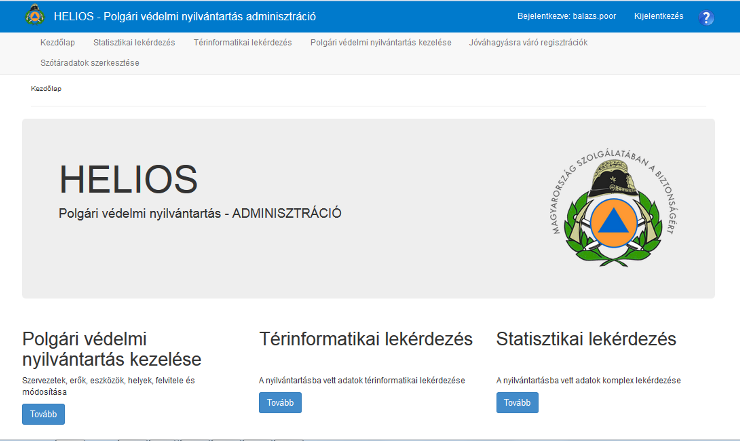 HELIOS - Polgári védelmi nyilvántartás adminisztráció
Bejelentkezve: balazs.poor
Kijelentkezés
?
Kezdőlap
Statisztikai lekérdezés
Térinformatikai lekérdezés
Polgári védelmi nyilvántartás kezelése
Jóváhagyásra váró regisztrációk
Szótáradatok szerkesztése
Kezdőlap
HELIOS
Polgári védelmi nyilvántartás - ADMINISZTRÁCIÓ
MAGYARORSZÁG SZOLGÁLATÁBAN A BIZTONSÁGÉRT
Polgári védelmi
nyilvántartás kezelése
Szervezetek, erők, eszközök, helyek, felvitele és
módosítása
Tovább
Térinformatikai lekérdezés
A nyilvántartásba vett adatok térinformatikai lekérdezése
Tovább
Statisztikai lekérdezés
A nyilvántartásba vett adatok komplex lekérdezése
Tovább